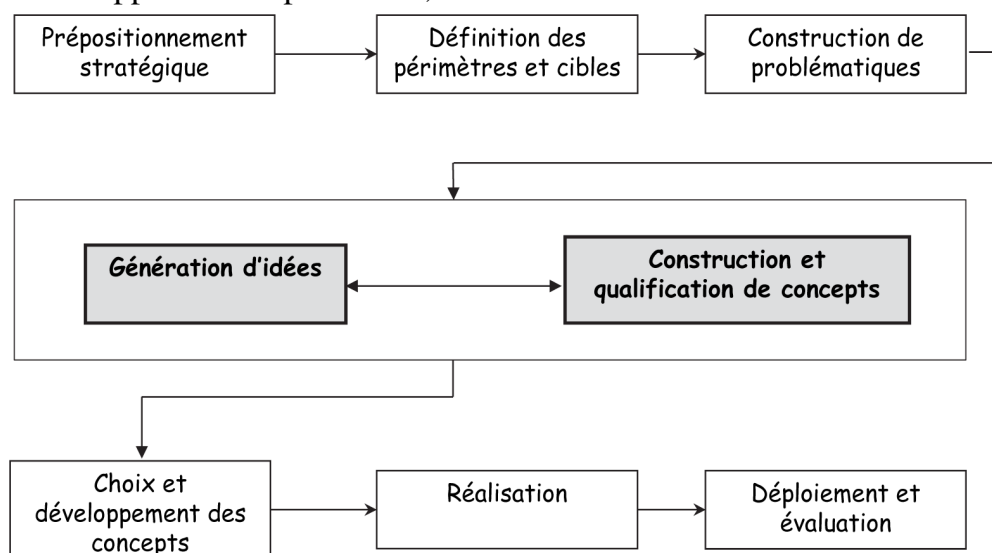 Prépositionnement
stratégique
Définition des
périmètres et cibles
Construction de
problématiques
Génération d'idées
Construction et
qualification de concepts
Choix et
développement des
concepts
Réalisation
Déploiement et
évaluation